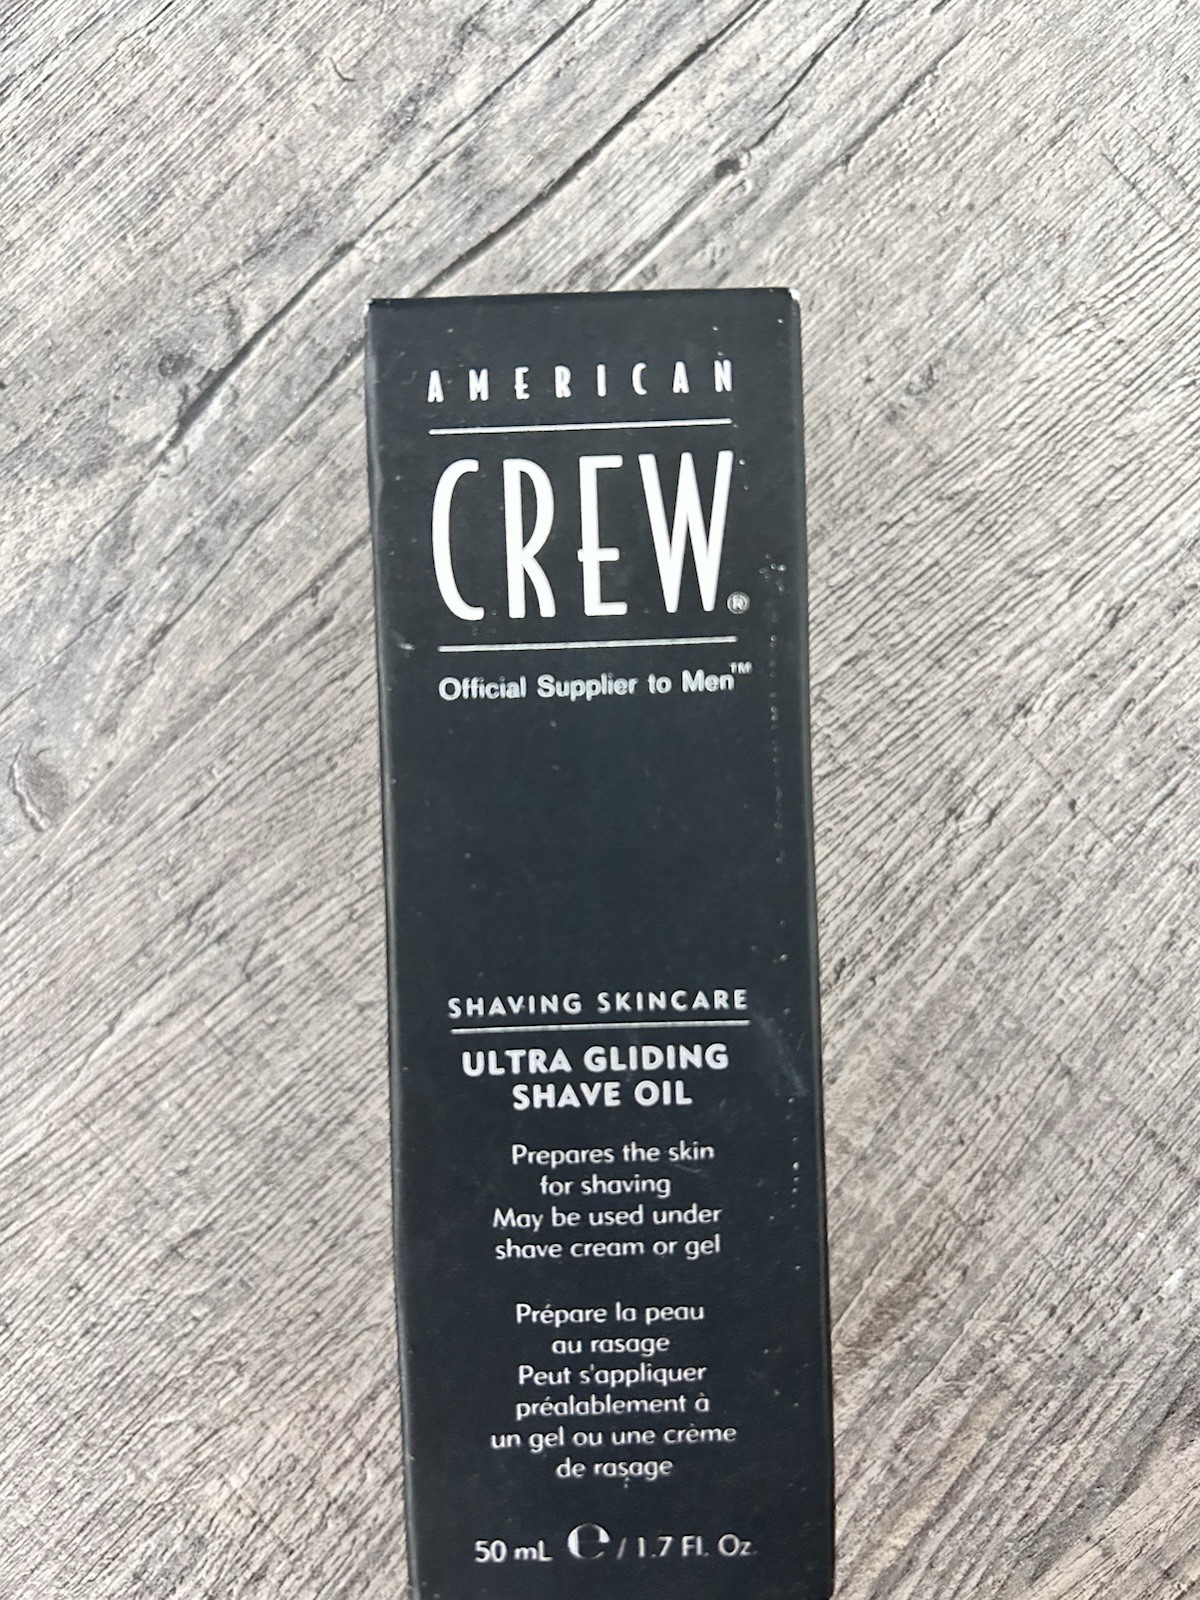 AMERICAN
CREW®
Official Supplier to Men™
SHAVING SKINCARE
ULTRA GLIDING
SHAVE OIL
Prepares the skin
for shaving
May be used under
shave cream or gel
Prépare la peau
au rasage
Peut s'appliquer
préalablement à
un gel ou une crème
de rasage
50 mL ℮ / 1.7 Fl. Oz.